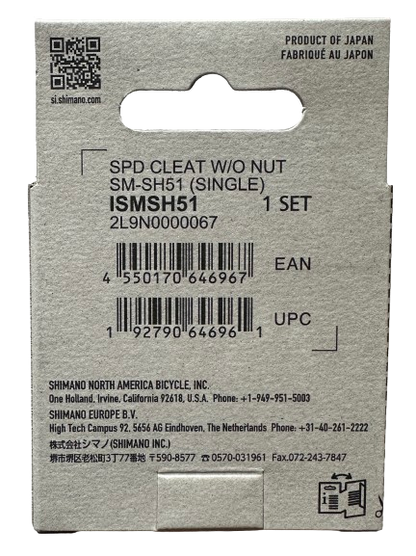 PRODUCT OF JAPAN
FABRIQUÉ AU JAPON
si.shimano.com
SPD CLEAT W/O NUT
SM-SH51 (SINGLE)
ISMSH51 1 SET
2L9N0000067
4 550170 646967 EAN
1 92790 64696 1 UPC
SHIMANO NORTH AMERICA BICYCLE, INC.
One Holland, Irvine, California 92618, U.S.A. Phone: +1-949-951-5003
SHIMANO EUROPE B.V.
High Tech Campus 92, 5656 AG Eindhoven, The Netherlands Phone: +31-40-261-2222
株式会社シマノ(SHIMANO INC.)
堺市堺区老松町3丁77番地 〒590-8577 ☎0570-031961 Fax.072-243-7847